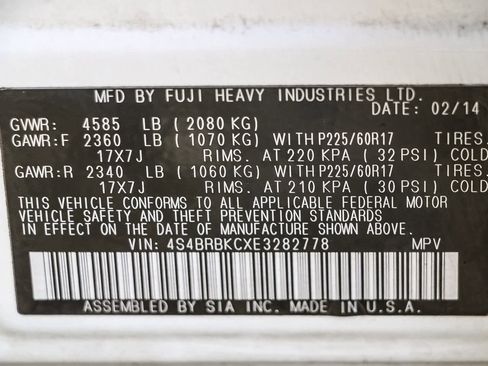 MFD BY FUJI HEAVY INDUSTRIES LTD.
DATE: 02/14
GVWR: 4585 LB ( 2080 KG)
GAWR:F 2360 LB ( 1070 KG) WITH P225/60R17 TIRES,
17X7J RIMS. AT 220 KPA ( 32 PSI) COLD
GAWR:R 2340 LB ( 1060 KG) WITH P225/60R17 TIRES,
17X7J RIMS. AT 210 KPA ( 30 PSI) COLD
THIS VEHICLE CONFORMS TO ALL APPLICABLE FEDERAL MOTOR
VEHICLE SAFETY AND THEFT PREVENTION STANDARDS IN
EFFECT ON THE DATE OF MANUFACTURE SHOWN ABOVE.
VIN: 4S4BRBKCXE3282778 MPV
ASSEMBLED BY SIA INC. MADE IN U.S.A.